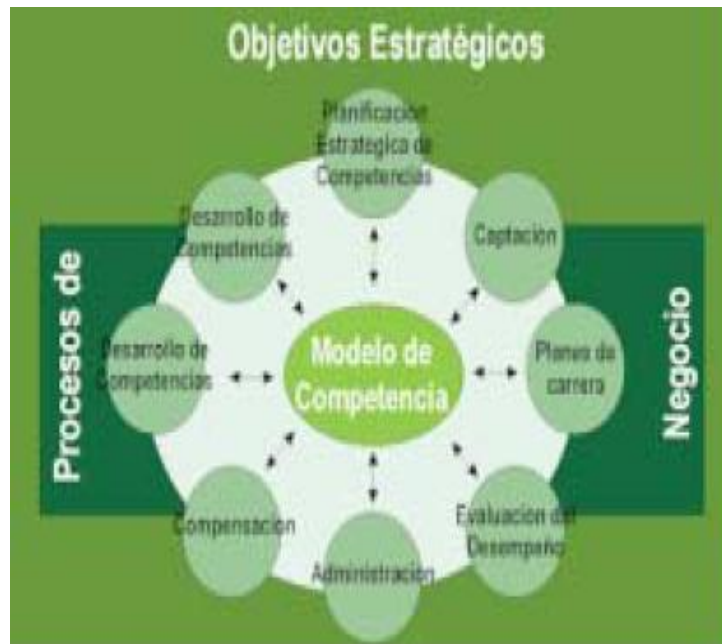 Objetivos Estratégicos
Planificación
Estratégica de
Competencias
Desarrollo de
Competencias
Captación
Procesos de
Desarrollo de
Competencias
Modelo de
Competencia
Planes de
carrera
Negocio
Compensación
Administración
Evaluación del
Desempeño